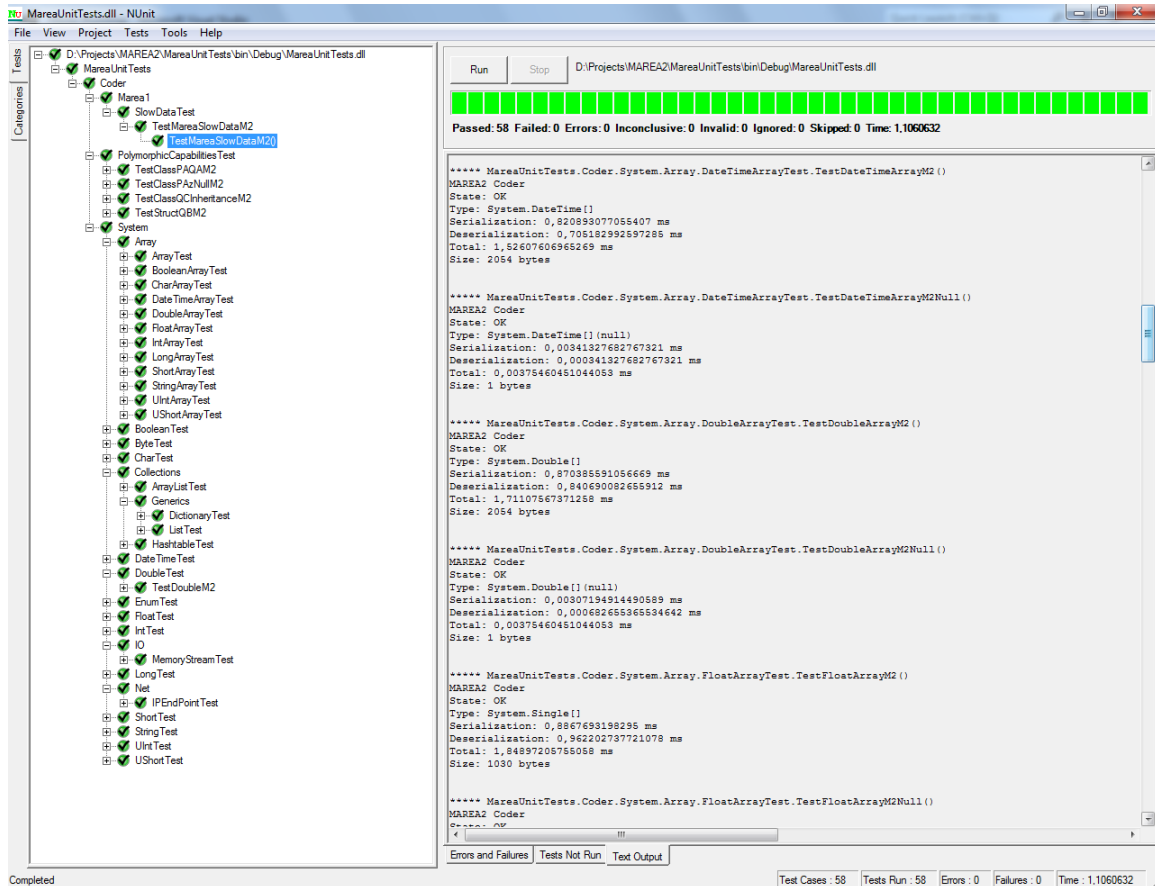 MareaUnitTests.dll - NUnit
File View Project Tests Tools Help
Tests
Categories
D:\Projects\MAREA2\MareaUnitTests\bin\Debug\MareaUnitTests.dll
MareaUnitTests
Coder
Marea1
SlowDataTest
TestMareaSlowDataM2
TestMareaSlowDataM2()
PolymorphicCapabilitiesTest
TestClassPAQAM2
TestClassPAzNullM2
TestClassQCInheritanceM2
TestStructQBM2
System
Array
ArrayTest
BooleanArrayTest
CharArrayTest
DateTimeArrayTest
DoubleArrayTest
FloatArrayTest
IntArrayTest
LongArrayTest
ShortArrayTest
StringArrayTest
UIntArrayTest
UShortArrayTest
BooleanTest
ByteTest
CharTest
Collections
ArrayListTest
Generics
DictionaryTest
ListTest
HashtableTest
DateTimeTest
DoubleTest
TestDoubleM2
EnumTest
FloatTest
IntTest
IO
MemoryStreamTest
LongTest
Net
IPEndPointTest
ShortTest
StringTest
UIntTest
UShortTest
Run Stop D:\Projects\MAREA2\MareaUnitTests\bin\Debug\MareaUnitTests.dll
Passed: 58 Failed: 0 Errors: 0 Inconclusive: 0 Invalid: 0 Ignored: 0 Skipped: 0 Time: 1,1060632
***** MareaUnitTests.Coder.System.Array.DateTimeArrayTest.TestDateTimeArrayM2()
MAREA2 Coder
State: OK
Type: System.DateTime[]
Serialization: 0,820893077055407 ms
Deserialization: 0,705182992597285 ms
Total: 1,52607606965269 ms
Size: 2054 bytes
***** MareaUnitTests.Coder.System.Array.DateTimeArrayTest.TestDateTimeArrayM2Null()
MAREA2 Coder
State: OK
Type: System.DateTime[](null)
Serialization: 0,00341327682767321 ms
Deserialization: 0,000341327682767321 ms
Total: 0,00375460451044053 ms
Size: 1 bytes
***** MareaUnitTests.Coder.System.Array.DoubleArrayTest.TestDoubleArrayM2()
MAREA2 Coder
State: OK
Type: System.Double[]
Serialization: 0,870385591056669 ms
Deserialization: 0,840690082655912 ms
Total: 1,71107567371258 ms
Size: 2054 bytes
***** MareaUnitTests.Coder.System.Array.DoubleArrayTest.TestDoubleArrayM2Null()
MAREA2 Coder
State: OK
Type: System.Double[](null)
Serialization: 0,00307194914490589 ms
Deserialization: 0,000682655365534642 ms
Total: 0,00375460451044053 ms
Size: 1 bytes
***** MareaUnitTests.Coder.System.Array.FloatArrayTest.TestFloatArrayM2()
MAREA2 Coder
State: OK
Type: System.Single[]
Serialization: 0,8867693198295 ms
Deserialization: 0,962202737721078 ms
Total: 1,84897205755058 ms
Size: 1030 bytes
***** MareaUnitTests.Coder.System.Array.FloatArrayTest.TestFloatArrayM2Null()
MAREA2 Coder
State: OK
Errors and Failures Tests Not Run Text Output
Completed Test Cases : 58 Tests Run : 58 Errors : 0 Failures : 0 Time : 1,1060632